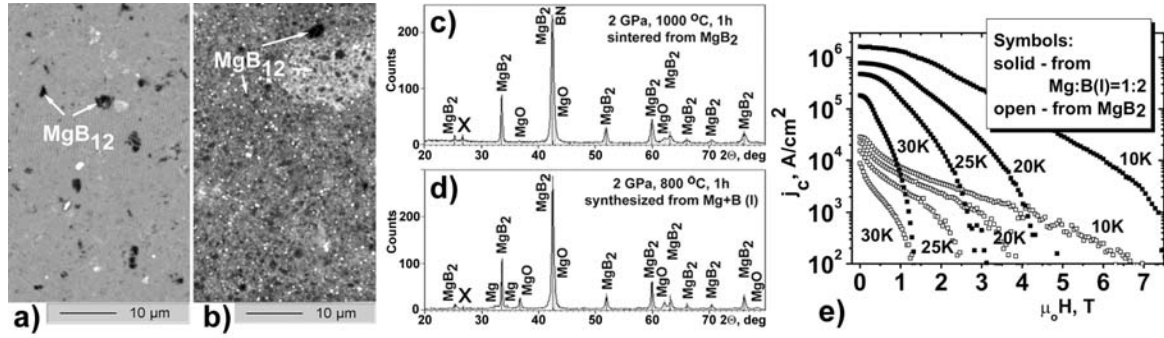 MgB12
a)
10 μm
MgB12
b)
10 μm
c)
Counts
200
100
0
2 GPa, 1000 ºC, 1h
sintered from MgB2
MgB2
X
MgB2
MgO
MgB2
BN
MgO
MgB2
MgB2
MgO
MgB2
MgB2
MgB2
MgB2
20 30 40 50 60 70 2Θ, deg
d)
Counts
200
100
0
2 GPa, 800 ºC, 1h
synthesized from Mg+B (I)
MgB2
X
Mg
MgB2
Mg
MgO
MgB2
MgO
MgB2
MgB2
MgO
MgB2
MgB2
MgB2
MgB2
MgO
20 30 40 50 60 70 2Θ, deg
e)
jc, A/cm2
10^6
10^5
10^4
10^3
10^2
Symbols:
solid - from
Mg:B(I)=1:2
open - from MgB2
30K
25K
20K
10K
30K
25K
20K
10K
0 1 2 3 4 5 6 7
μoH, T